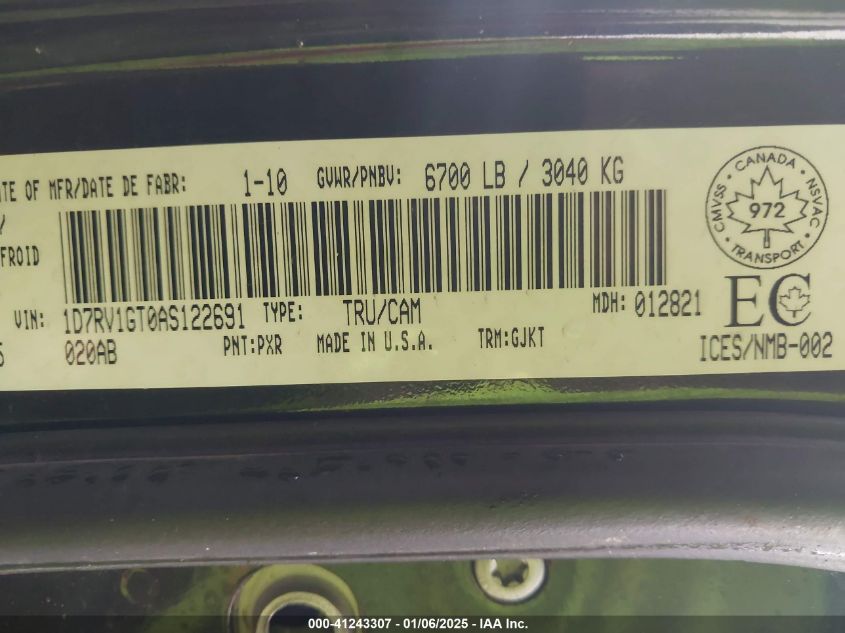 ATE OF MFR/DATE DE FABR: 1-10 GVWR/PNBV: 6700 LB / 3040 KG
FROID
VIN: 1D7RV1GT0AS122691 TYPE: TRU/CAM MDH: 012821
020AB PNT:PXR MADE IN U.S.A. TRM:GJKT
CMVSS • CANADA • NSVAC • TRANSPORT •
972
EC
ICES/NMB-002
000-41243307 - 01/06/2025 - IAA Inc.